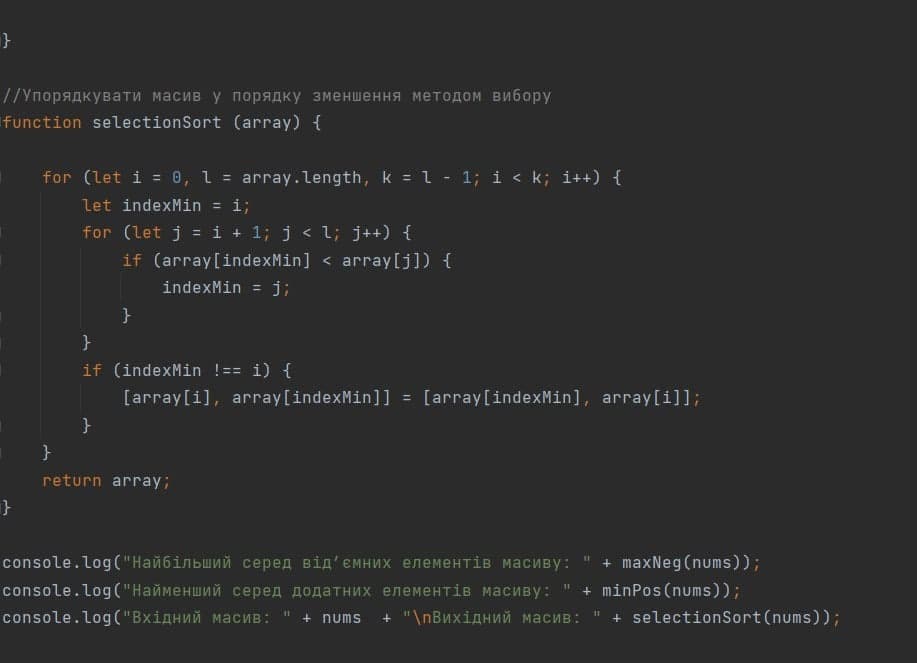 }
//Упорядкувати масив у порядку зменшення методом вибору
function selectionSort (array) {
    for (let i = 0, l = array.length, k = l - 1; i < k; i++) {
        let indexMin = i;
        for (let j = i + 1; j < l; j++) {
            if (array[indexMin] < array[j]) {
                indexMin = j;
            }
        }
        if (indexMin !== i) {
            [array[i], array[indexMin]] = [array[indexMin], array[i]];
        }
    }
    return array;
}
console.log("Найбільший серед від’ємних елементів масиву: " + maxNeg(nums));
console.log("Найменший серед додатних елементів масиву: " + minPos(nums));
console.log("Вхідний масив: " + nums  + "\nВихідний масив: " + selectionSort(nums));